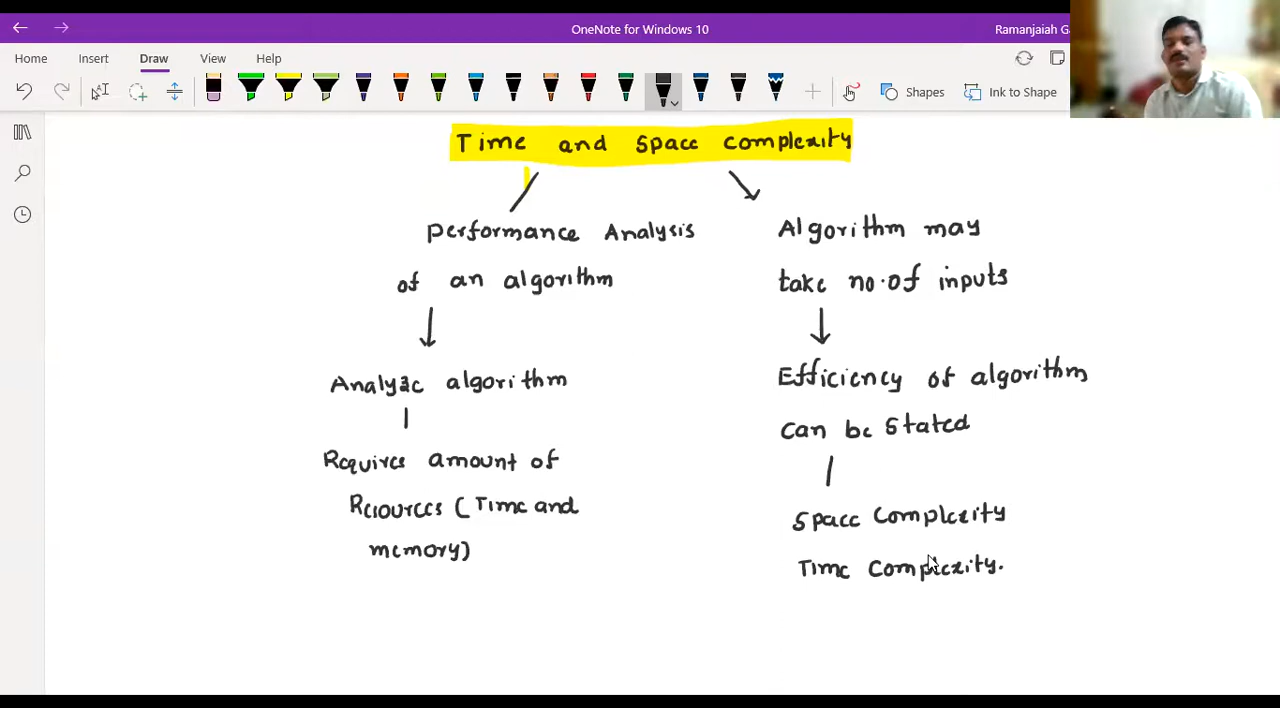 OneNote for Windows 10
Ramanjaiah G
Home
Insert
Draw
View
Help
Shapes
Ink to Shape
Time and Space complexity
Performance Analysis
of an algorithm
Analyze algorithm
Requires amount of
Resources (Time and
memory)
Algorithm may
take no.of inputs
Efficiency of algorithm
can be stated
Space complexity
Time complexity.